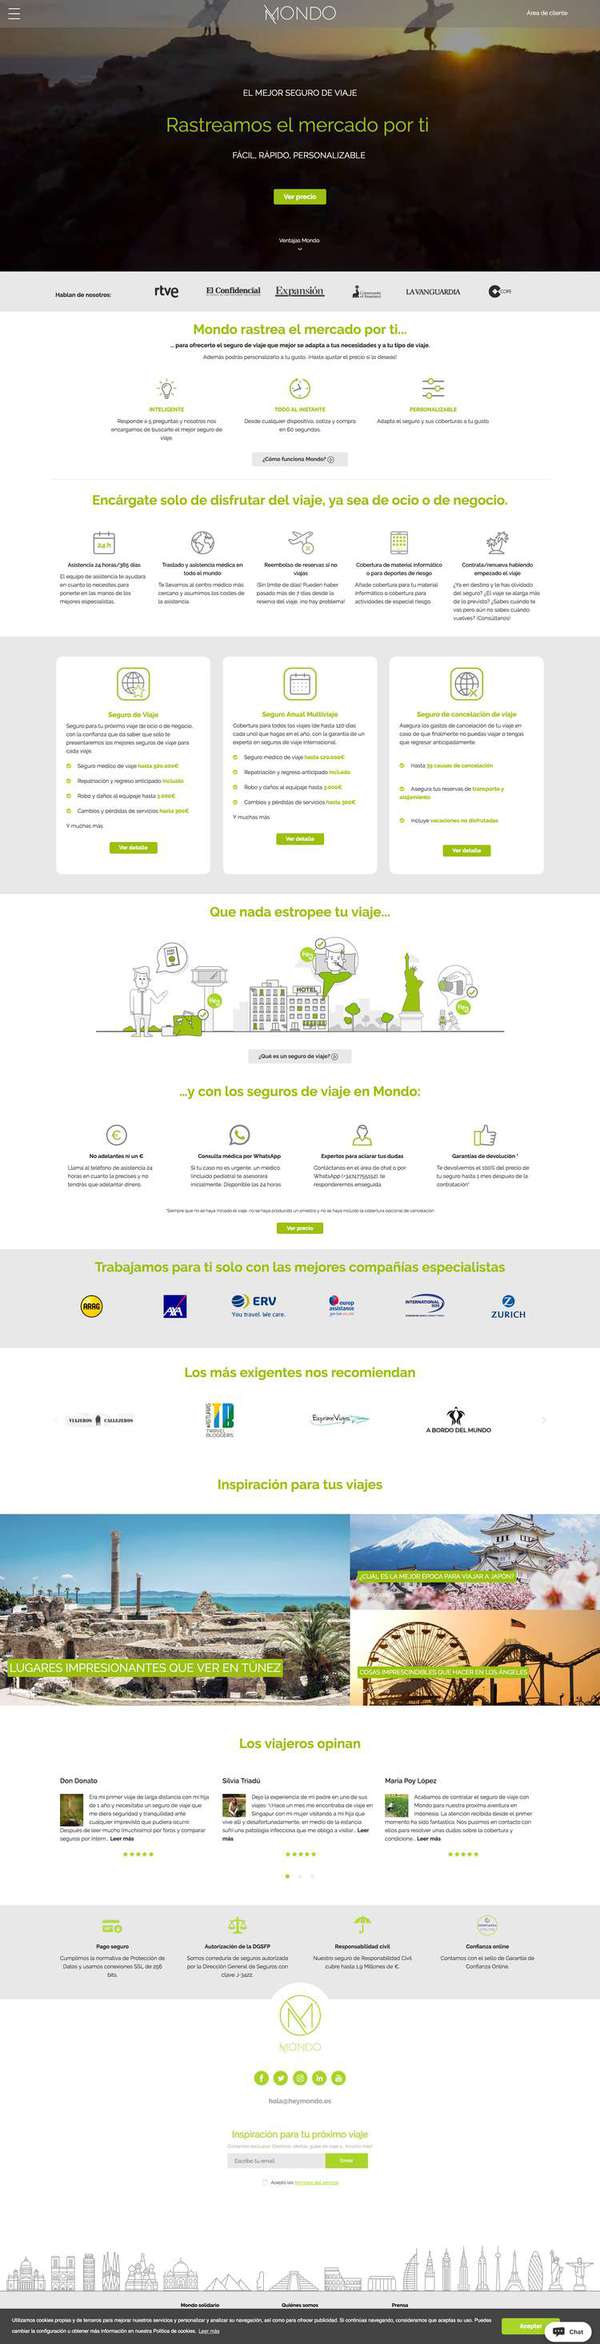 MONDO
Área de cliente
EL MEJOR SEGURO DE VIAJE
Rastreamos el mercado por ti
FÁCIL, RÁPIDO, PERSONALIZABLE
Ver precio
Ventajas Mondo
Hablan de nosotros:
rtve
El Confidencial
Expansión
LA VANGUARDIA
COPE
Mondo rastrea el mercado por ti...
... para ofrecerte el seguro de viaje que mejor se adapta a tus necesidades y a tu tipo de viaje.
Además podrás personalizarlo a tu gusto. ¡Hasta ajustar el precio si lo deseas!
INTELIGENTE
Responde a 5 preguntas y nosotros nos
encargamos de buscarte el mejor seguro de
viaje.
TODO AL INSTANTE
Desde cualquier dispositivo, cotiza y compra
en 60 segundos.
PERSONALIZABLE
Adapta el seguro y sus coberturas a tu gusto
¿Cómo funciona Mondo?
Encárgate solo de disfrutar del viaje, ya sea de ocio o de negocio.
24 h
Asistencia 24 horas/365 días
El equipo de asistencia te ayudará
en cuanto lo necesites para
ponerte en las manos de los
mejores especialistas.
Traslado y asistencia médica en
todo el mundo
Te llevamos al centro médico más
cercano y asumimos los costes de
la asistencia.
Reembolso de reservas si no
viajas
¡Sin límite de días! Pueden haber
pasado más de 7 días desde la
reserva del viaje, ¡no hay problema!
Cobertura de material informático
o para deportes de riesgo
Añade cobertura para tu material
informático o cobertura para
actividades de especial riesgo.
Contrata/renueva habiendo
empezado el viaje
¿Ya en destino y te has olvidado
del seguro? ¿El viaje se alarga más
de lo previsto? ¿Sabes cuándo te
vas pero aún no sabes cuándo
vuelves? ¡Consúltanos!
Seguro de Viaje
Seguro para tu próximo viaje de ocio o de negocio,
con la confianza que da saber que solo te
presentaremos los mejores seguros de viaje para
cada viaje.
Seguro médico de viaje hasta 500.000€
Repatriación y regreso anticipado incluido
Robo y daños al equipaje hasta 3.000€
Cambios y pérdidas de servicios hasta 900€
Y muchas más
Ver detalle
Seguro Anual Multiviaje
Cobertura para todos los viajes (de hasta 120 días
cada uno) que hagas en el año, con la garantía de un
experto en seguros de viaje internacional.
Seguro médico de viaje hasta 120.000€
Repatriación y regreso anticipado incluido
Robo y daños al equipaje hasta 3.000€
Cambios y pérdidas de servicios hasta 300€
Y muchas más
Ver detalle
Seguro de cancelación de viaje
Asegura los gastos de cancelación de tu viaje en
caso de que finalmente no puedas viajar o tengas
que regresar anticipadamente.
Hasta 39 causas de cancelación
Asegura tus reservas de transporte y
alojamiento
Incluye vacaciones no disfrutadas
Ver detalle
Que nada estropee tu viaje...
HOTEL
¿Qué es un seguro de viaje?
...y con los seguros de viaje en Mondo:
No adelantes ni un €
Llama al teléfono de asistencia 24
horas en cuanto la precises y no
tendrás que adelantar dinero.
Consulta médica por WhatsApp
Si tu caso no es urgente, un médico
(incluido pediatra) te asesorará
inicialmente. Disponible las 24 horas
Expertos para aclarar tus dudas
Contáctanos en el área de chat o por
te
responderemos enseguida
Garantías de devolución *
Te devolvemos el 100% del precio de
tu seguro hasta 1 mes después de la
contratación*
*Siempre que no se haya iniciado el viaje, no se haya producido un siniestro y no se haya incluido la cobertura opcional de cancelación
Ver precio
Trabajamos para ti solo con las mejores compañías especialistas
ARAG
AXA
ERV
You travel. We care.
europ
assistance
INTERNATIONAL
SOS
ZURICH
Los más exigentes nos recomiendan
VIAJEROS CALLEJEROS
TB
TRAVEL
BLOGGERS
ExprimeViajes
A BORDO DEL MUNDO
Inspiración para tus viajes
LUGARES IMPRESIONANTES QUE VER EN TÚNEZ
¿CUÁL ES LA MEJOR ÉPOCA PARA VIAJAR A JAPÓN?
COSAS IMPRESCINDIBLES QUE HACER EN LOS ÁNGELES
Los viajeros opinan
Don Donato
Era mi primer viaje de larga distancia con mi hija
de 1 año y necesitaba un seguro de viaje que
me diera seguridad y tranquilidad ante
cualquier imprevisto que pudiera ocurrir.
Después de leer mucho (muchísimo) por foros y comparar
seguros por intern... Leer más
Silvia Triadú
Dejo la experiencia de mi padre en uno de sus
viajes: "¡Hace un mes me encontraba de viaje en
Singapur con mi mujer visitando a mi hija que
vive allí y desafortunadamente, en medio de la estancia
sufrí una patología infecciosa que me obligó a visitar... Leer
más
Maria Poy López
Acabamos de contratar el seguro de viaje con
Mondo para nuestra próxima aventura en
Indonesia. La atención recibida desde el primer
momento ha sido fantástica. Nos pusimos en contacto con
ellos para resolver unas dudas sobre la cobertura y
condicione... Leer más
Pago seguro
Cumplimos la normativa de Protección de
Datos y usamos conexiones SSL de 256
bits.
Autorización de la DGSFP
Somos correduría de seguros autorizada
por la Dirección General de Seguros con
clave J-3422.
Responsabilidad civil
Nuestro seguro de Responsabilidad Civil
cubre hasta 1,9 Millones de €.
Confianza online
Contamos con el sello de Garantía de
Confianza Online.
MONDO
hola@heymondo.es
Inspiración para tu próximo viaje
Escribe tu email
Enviar
Acepto los términos del servicio
Mondo solidario
Quiénes somos
Prensa
Utilizamos cookies propias y de terceros para mejorar nuestros servicios y personalizar y analizar su navegación, así como para ofrecer publicidad. Si continúas navegando, consideramos que aceptas su uso. Puedes
cambiar la configuración u obtener más información en nuestra Política de cookies. Leer más
Aceptar
Chat